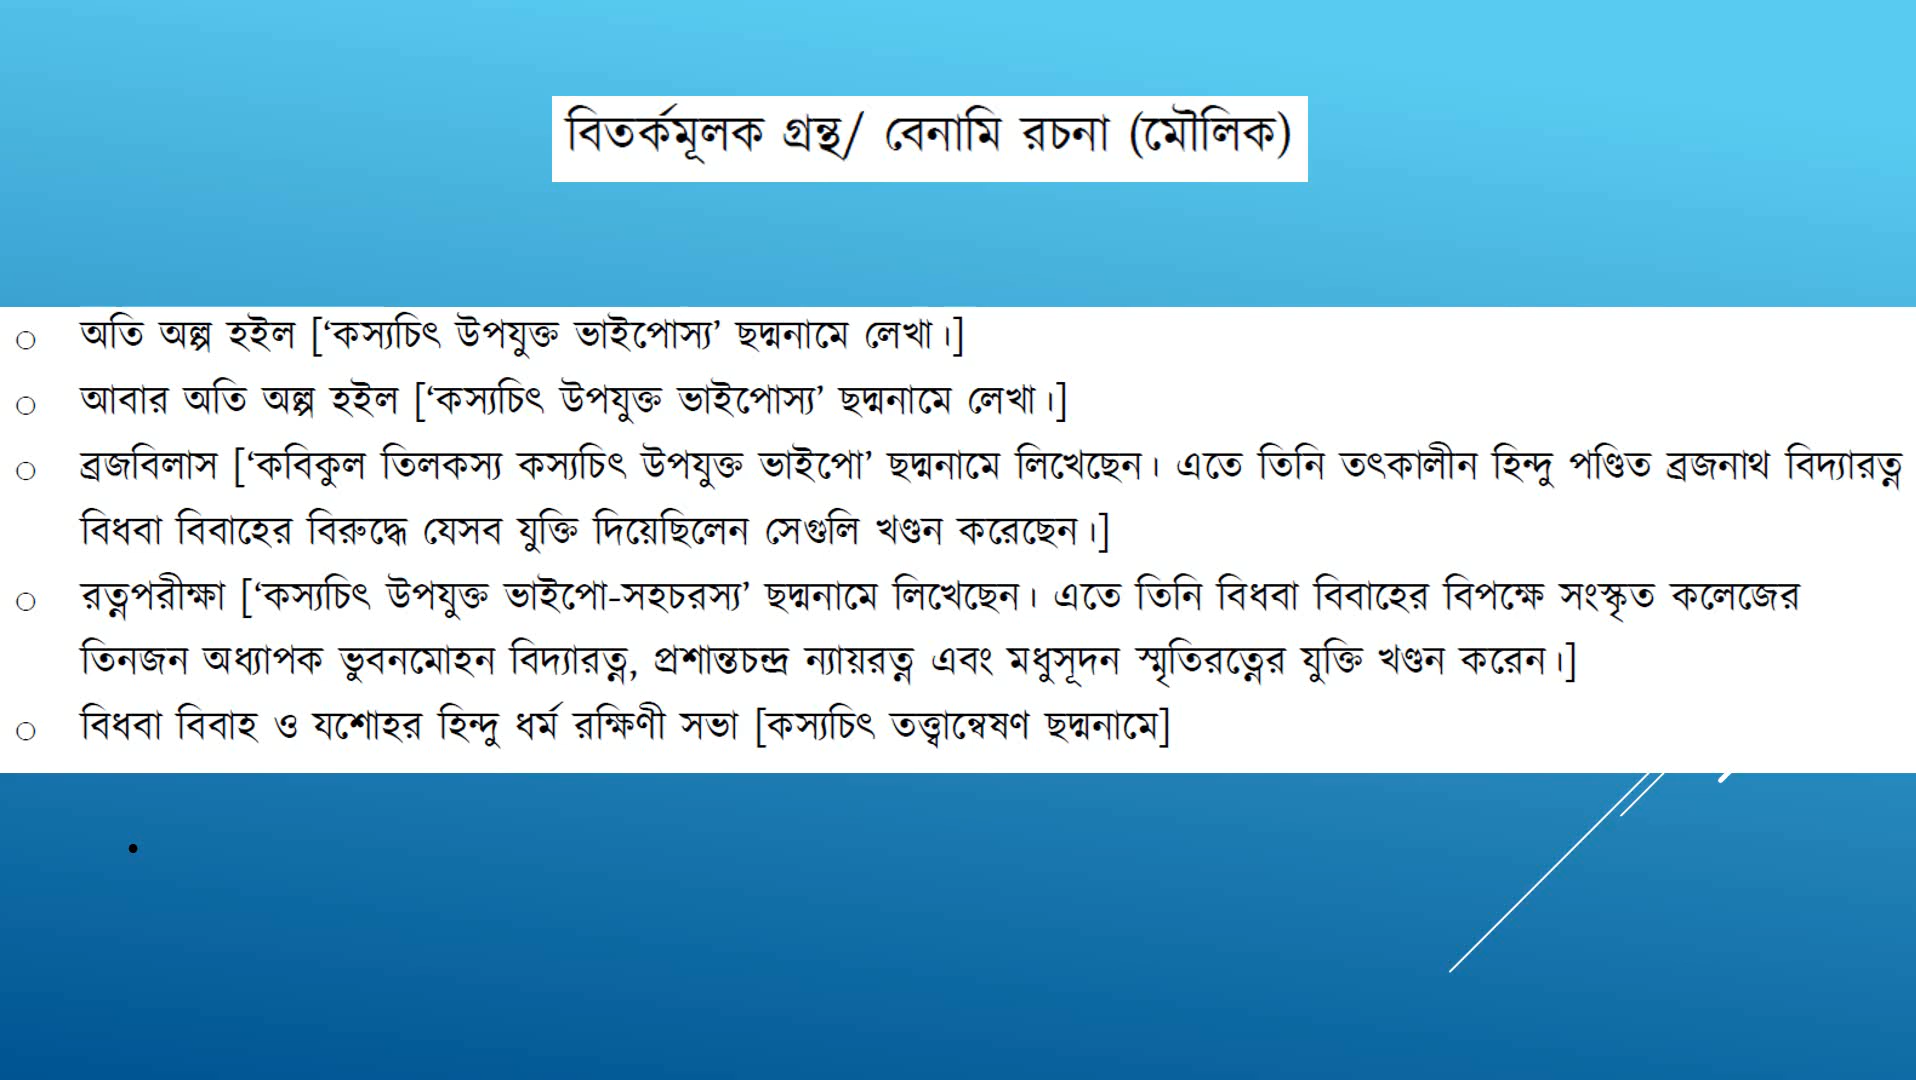 বিতর্কমূলক গ্রন্থ/ বেনামি রচনা (মৌলিক)
অতি অল্প হইল [‘কস্যচিৎ উপযুক্ত ভাইপোস্য’ ছদ্মনামে লেখা।]
আবার অতি অল্প হইল [‘কস্যচিৎ উপযুক্ত ভাইপোস্য’ ছদ্মনামে লেখা।]
ব্রজবিলাস [‘কবিকুল তিলকস্য কস্যচিৎ উপযুক্ত ভাইপো’ ছদ্মনামে লিখেছেন। এতে তিনি তৎকালীন হিন্দু পণ্ডিত ব্রজনাথ বিদ্যারত্ন
বিধবা বিবাহের বিরুদ্ধে যেসব যুক্তি দিয়েছিলেন সেগুলি খণ্ডন করেছেন।]
রত্নপরীক্ষা [‘কস্যচিৎ উপযুক্ত ভাইপো-সহচরস্য’ ছদ্মনামে লিখেছেন। এতে তিনি বিধবা বিবাহের বিপক্ষে সংস্কৃত কলেজের
তিনজন অধ্যাপক ভুবনমোহন বিদ্যারত্ন, প্রশান্তচন্দ্র ন্যায়রত্ন এবং মধুসূদন স্মৃতিরত্নের যুক্তি খণ্ডন করেন।]
বিধবা বিবাহ ও যশোহর হিন্দু ধর্ম রক্ষিণী সভা [কস্যচিৎ তত্ত্বান্বেষণ ছদ্মনামে]